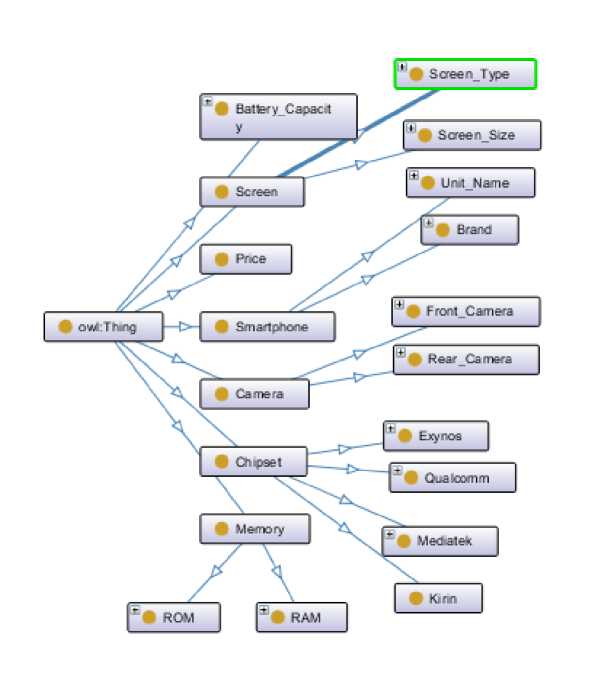 Screen_Type
Battery_Capacit
y
Screen_Size
Unit_Name
Screen
Brand
Price
Front_Camera
owl:Thing
Smartphone
Rear_Camera
Camera
Exynos
Chipset
Qualcomm
Memory
Mediatek
Kirin
ROM
RAM